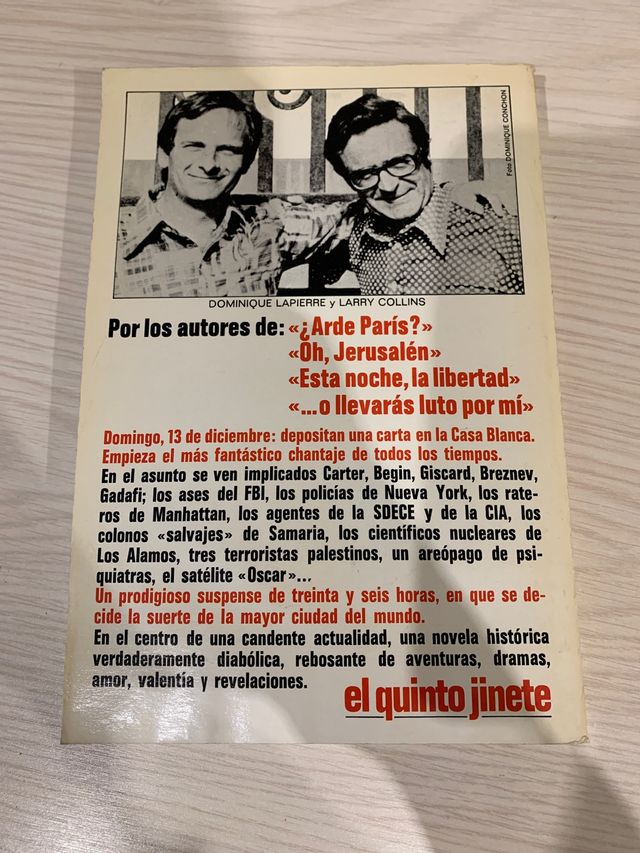 Foto DOMINIQUE CONCHON
DOMINIQUE LAPIERRE y LARRY COLLINS
Por los autores de: «¿Arde París?»
«Oh, Jerusalén»
«Esta noche, la libertad»
«...o llevarás luto por mí»
Domingo, 13 de diciembre: depositan una carta en la Casa Blanca.
Empieza el más fantástico chantaje de todos los tiempos.
En el asunto se ven implicados Carter, Begin, Giscard, Breznev,
Gadafi; los ases del FBI, los policías de Nueva York, los rate-
ros de Manhattan, los agentes de la SDECE y de la CIA, los
colonos «salvajes» de Samaria, los científicos nucleares de
Los Alamos, tres terroristas palestinos, un areópago de psi-
quiatras, el satélite «Oscar»...
Un prodigioso suspense de treinta y seis horas, en que se de-
cide la suerte de la mayor ciudad del mundo.
En el centro de una candente actualidad, una novela histórica
verdaderamente diabólica, rebosante de aventuras, dramas,
amor, valentía y revelaciones.
el quinto jinete